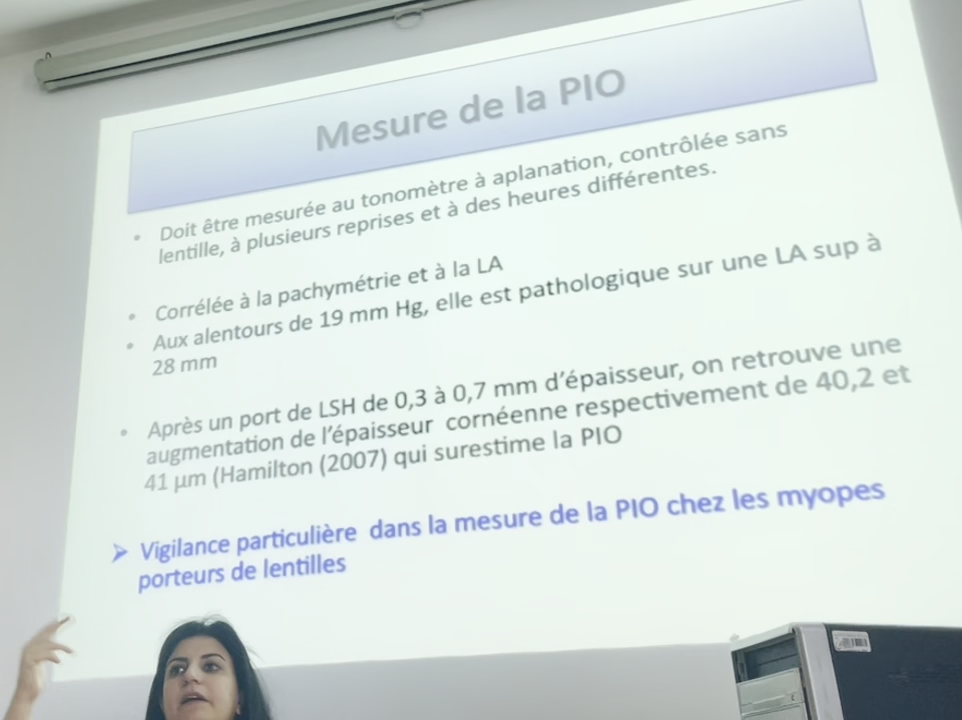 Mesure de la PIO
• Doit être mesurée au tonomètre à aplanation, contrôlée sans
lentille, à plusieurs reprises et à des heures différentes.
• Corrélée à la pachymétrie et à la LA
• Aux alentours de 19 mm Hg, elle est pathologique sur une LA sup à
28 mm
• Après un port de LSH de 0,3 à 0,7 mm d'épaisseur, on retrouve une
augmentation de l'épaisseur cornéenne respectivement de 40,2 et
41 µm (Hamilton (2007) qui surestime la PIO
➢ Vigilance particulière dans la mesure de la PIO chez les myopes
porteurs de lentilles